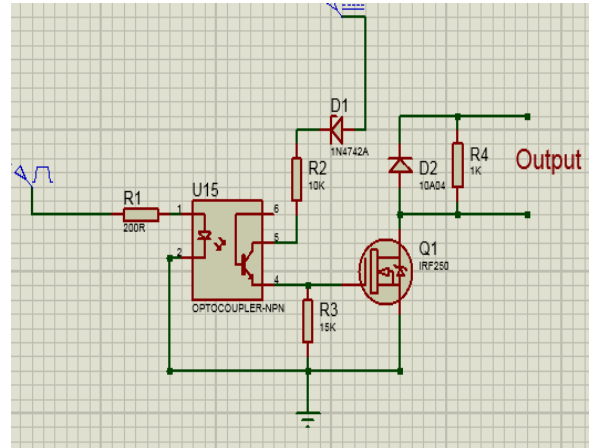 D1
1N4742A
R2
10K
D2
10A04
R4
1K
Output
U15
R1
200R
1
2
6
5
4
OPTOCOUPLER-NPN
Q1
IRF250
R3
15K